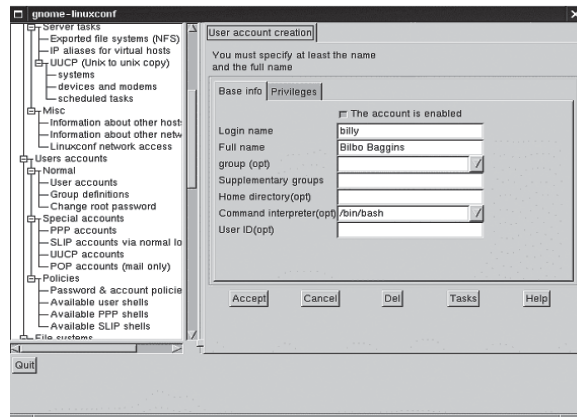 gnome-linuxconf
Server tasks
Exported file systems (NFS)
IP aliases for virtual hosts
UUCP (Unix to unix copy)
systems
devices and modems
scheduled tasks
Misc
Information about other host
Information about other netw
Linuxconf network access
Users accounts
Normal
User accounts
Group definitions
Change root password
Special accounts
PPP accounts
SLIP accounts via normal lo
UUCP accounts
POP accounts (mail only)
Policies
Password & account policie
Available user shells
Available PPP shells
Available SLIP shells
File systems
Quit
User account creation
You must specify at least the name
and the full name
Base info Privileges
The account is enabled
Login name billy
Full name Bilbo Baggins
group (opt)
Supplementary groups
Home directory(opt)
Command interpreter(opt) /bin/bash
User ID(opt)
Accept Cancel Del Tasks Help